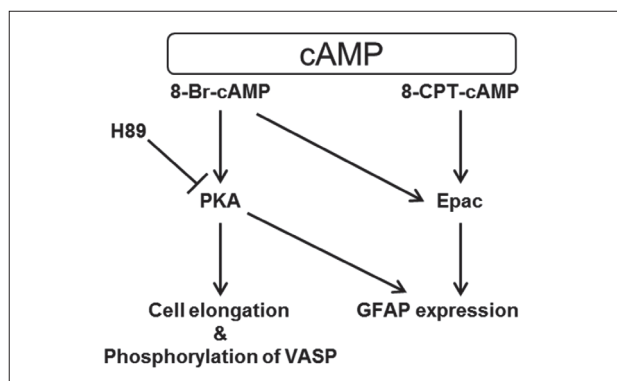 cAMP
8-Br-cAMP 8-CPT-cAMP
H89
PKA Epac
Cell elongation GFAP expression
&
Phosphorylation of VASP